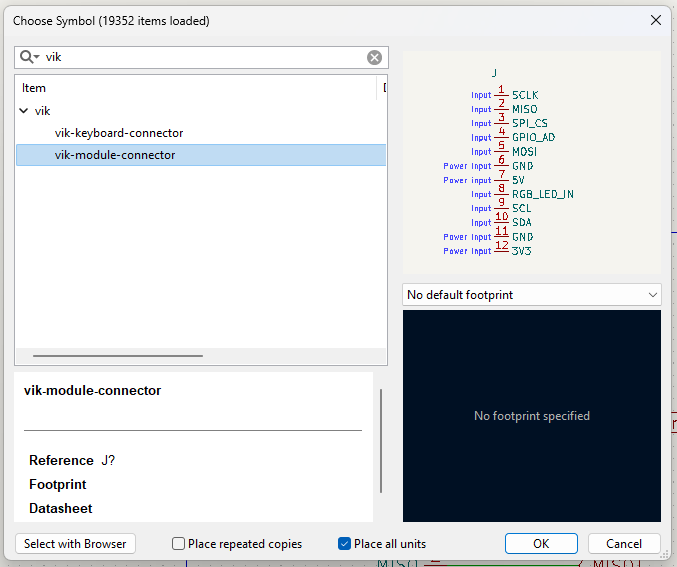 Choose Symbol (19352 items loaded)
vik
Item
vik
vik-keyboard-connector
vik-module-connector
J
Input 1 SCLK
Input 2 MISO
Input 3 SPI_CS
Input 4 GPIO_AD
Input 5 MOSI
Power input 6 GND
Power input 7 5V
Input 8 RGB_LED_IN
Input 9 SCL
Input 10 SDA
Power input 11 GND
Power input 12 3V3
No default footprint
No footprint specified
vik-module-connector
Reference J?
Footprint
Datasheet
Select with Browser
Place repeated copies
Place all units
OK
Cancel
MISO
MISO